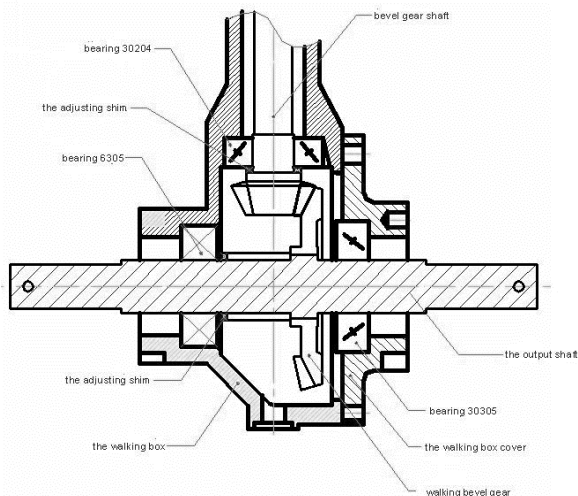 bevel gear shaft
bearing 30204
the adjusting shim
bearing 6305
the output shaft
the adjusting shim
bearing 30305
the walking box
the walking box cover
walking bevel gear